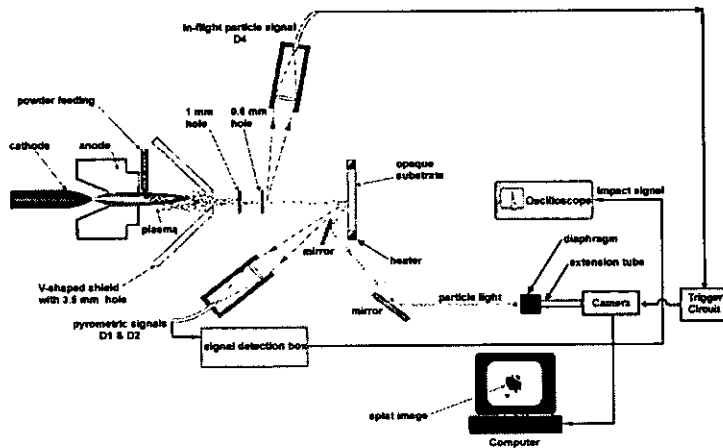 in-flight particle signal
D4
powder feeding
1 mm
hole
0.6 mm
hole
cathode
anode
opaque
substrate
plasma
Oscilloscope
Impact signal
mirror
heater
diaphragm
extension tube
V-shaped shield
with 3.5 mm hole
particle light
Camera
Trigger
Circuit
mirror
pyrometric signals
D1 & D2
signal detection box
splat image
Computer